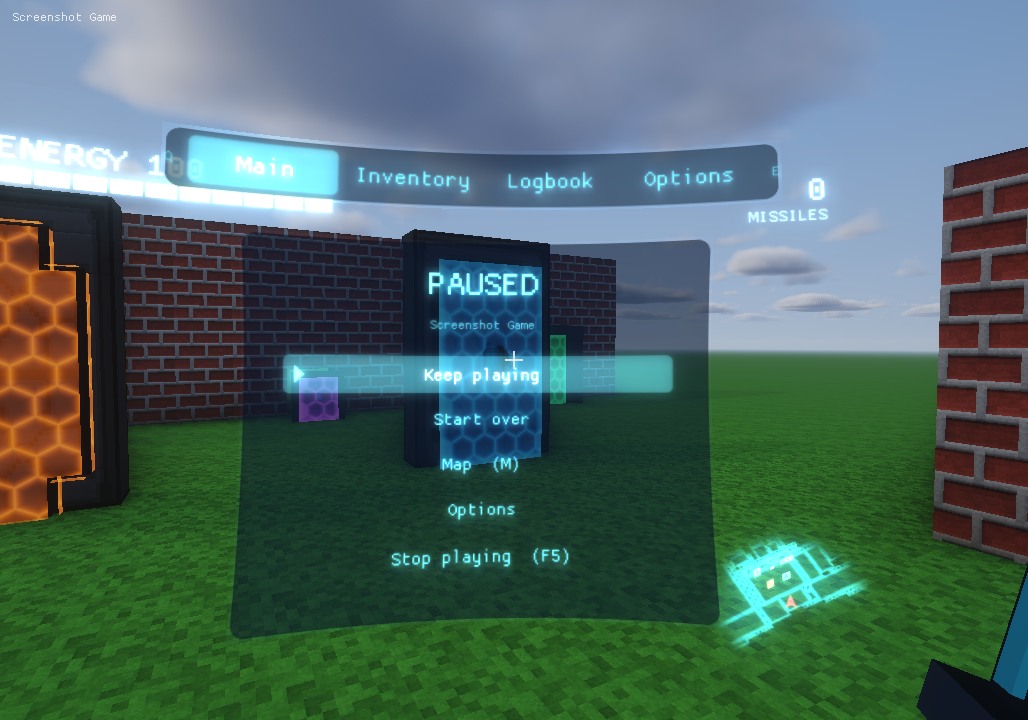 Screenshot Game
ENERGY 100
Main
Inventory
Logbook
Options
E
0
MISSILES
PAUSED
Screenshot Game
Keep playing
Start over
Map (M)
Options
Stop playing (F5)